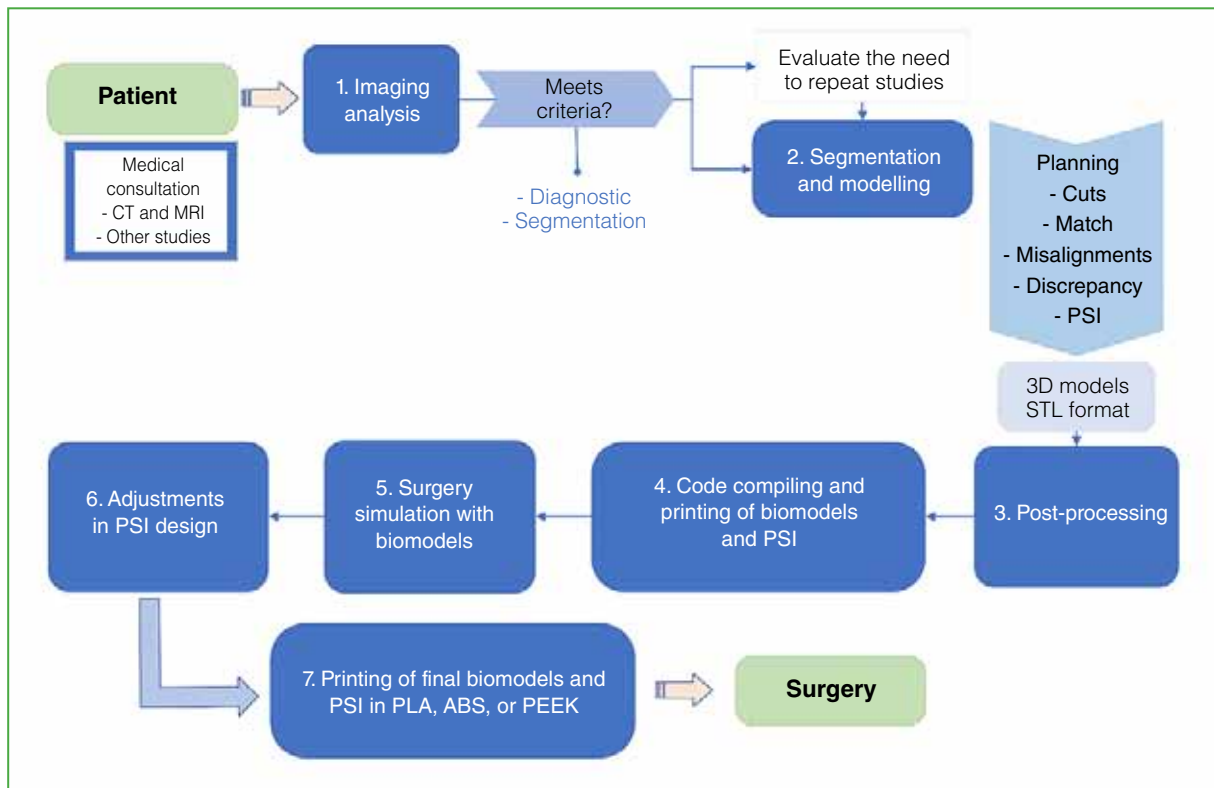 Patient
Medical
consultation
- CT and MRI
- Other studies
1. Imaging
analysis
Meets
criteria?
- Diagnostic
- Segmentation
Evaluate the need
to repeat studies
2. Segmentation
and modelling
Planning
- Cuts
- Match
- Misalignments
- Discrepancy
- PSI
3D models
STL format
3. Post-processing
4. Code compiling and
printing of biomodels
and PSI
5. Surgery
simulation with
biomodels
6. Adjustments
in PSI design
7. Printing of final biomodels and
PSI in PLA, ABS, or PEEK
Surgery